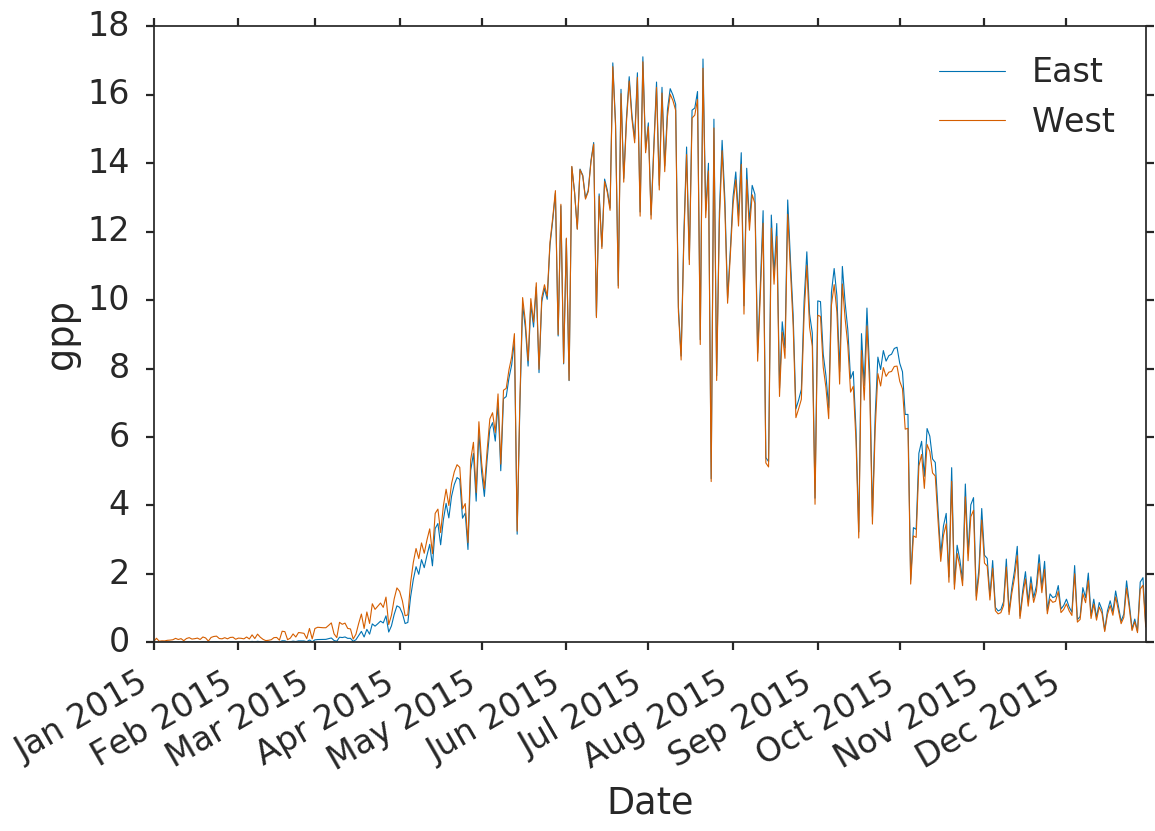 18
16
14
12
10
8
6
4
2
0
gpp
East
West
Jan 2015
Feb 2015
Mar 2015
Apr 2015
May 2015
Jun 2015
Jul 2015
Aug 2015
Sep 2015
Oct 2015
Nov 2015
Dec 2015
Date